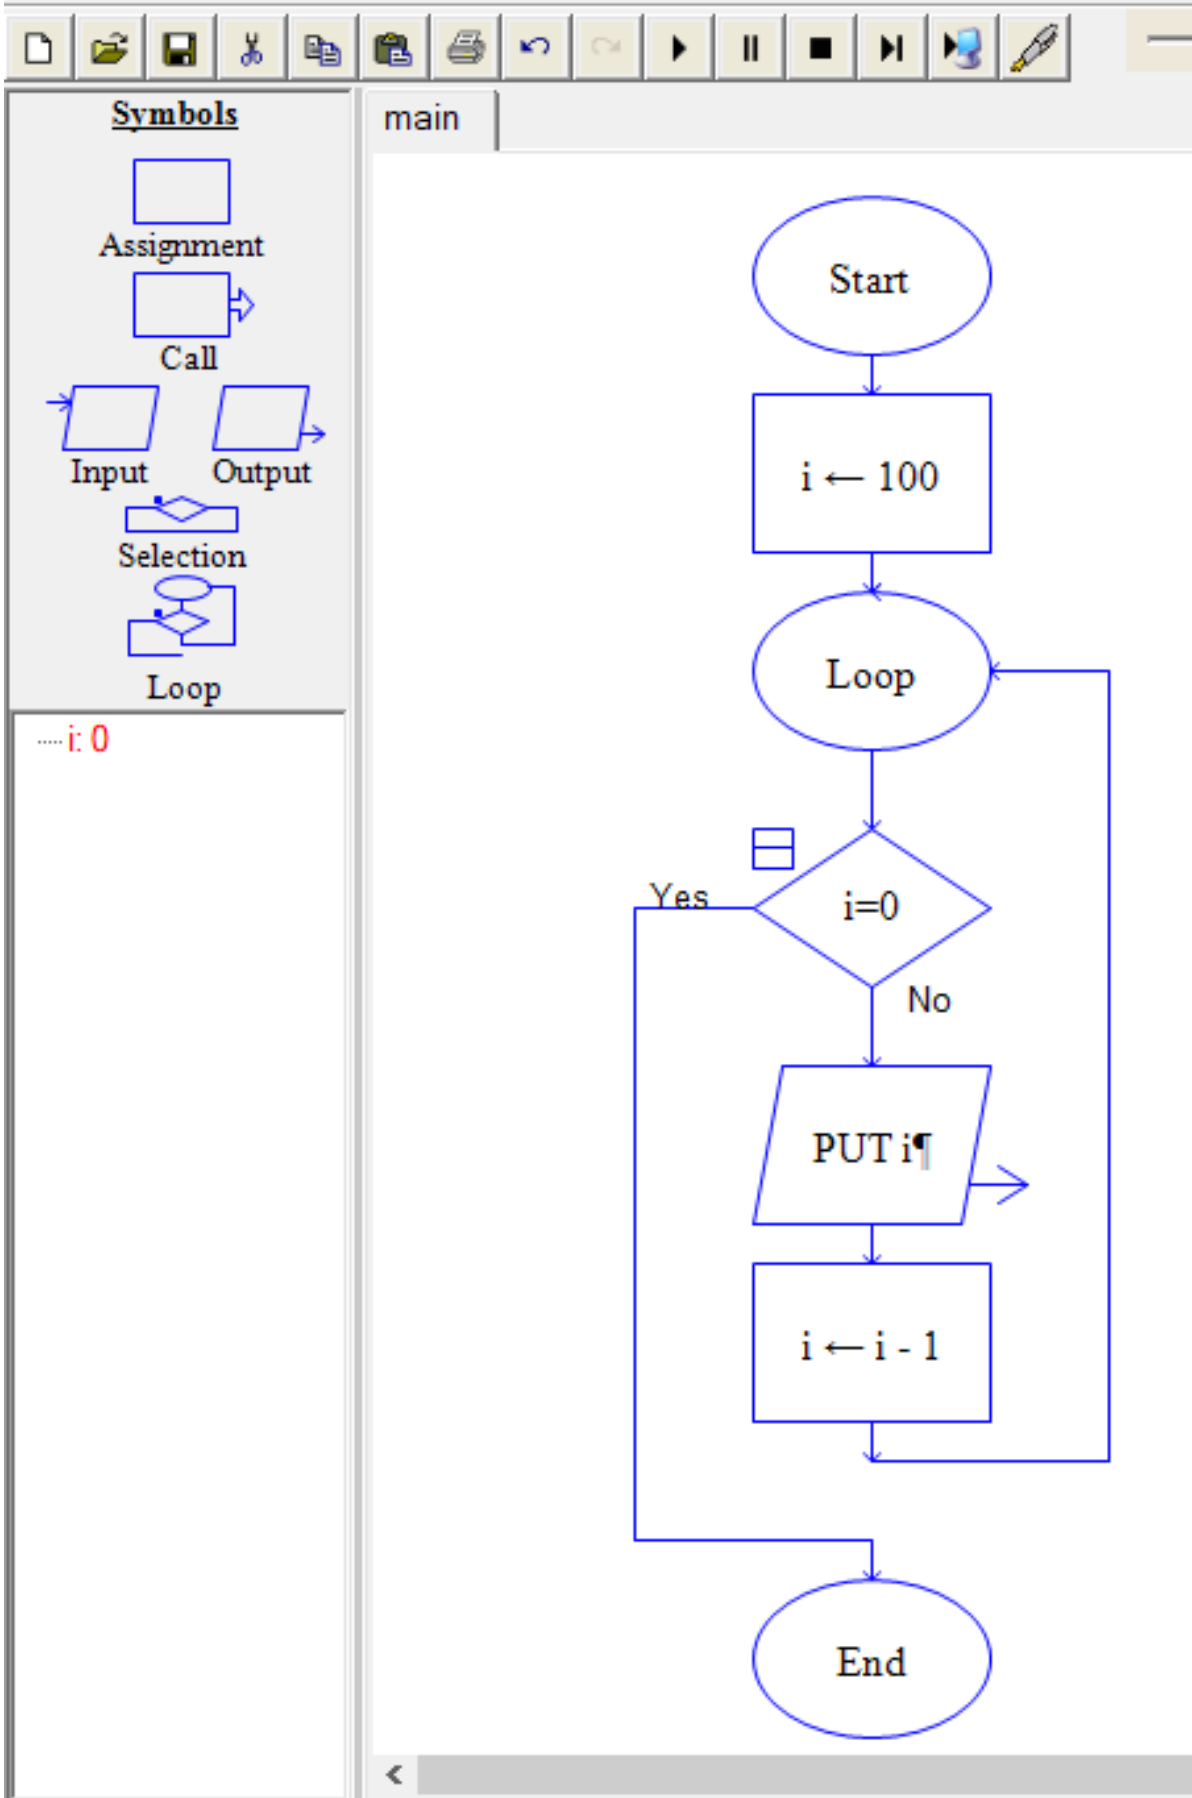 Symbols
Assignment
Call
Input
Output
Selection
Loop
i: 0
main
Start
i ← 100
Loop
Yes
i=0
No
PUT i¶
i ← i - 1
End